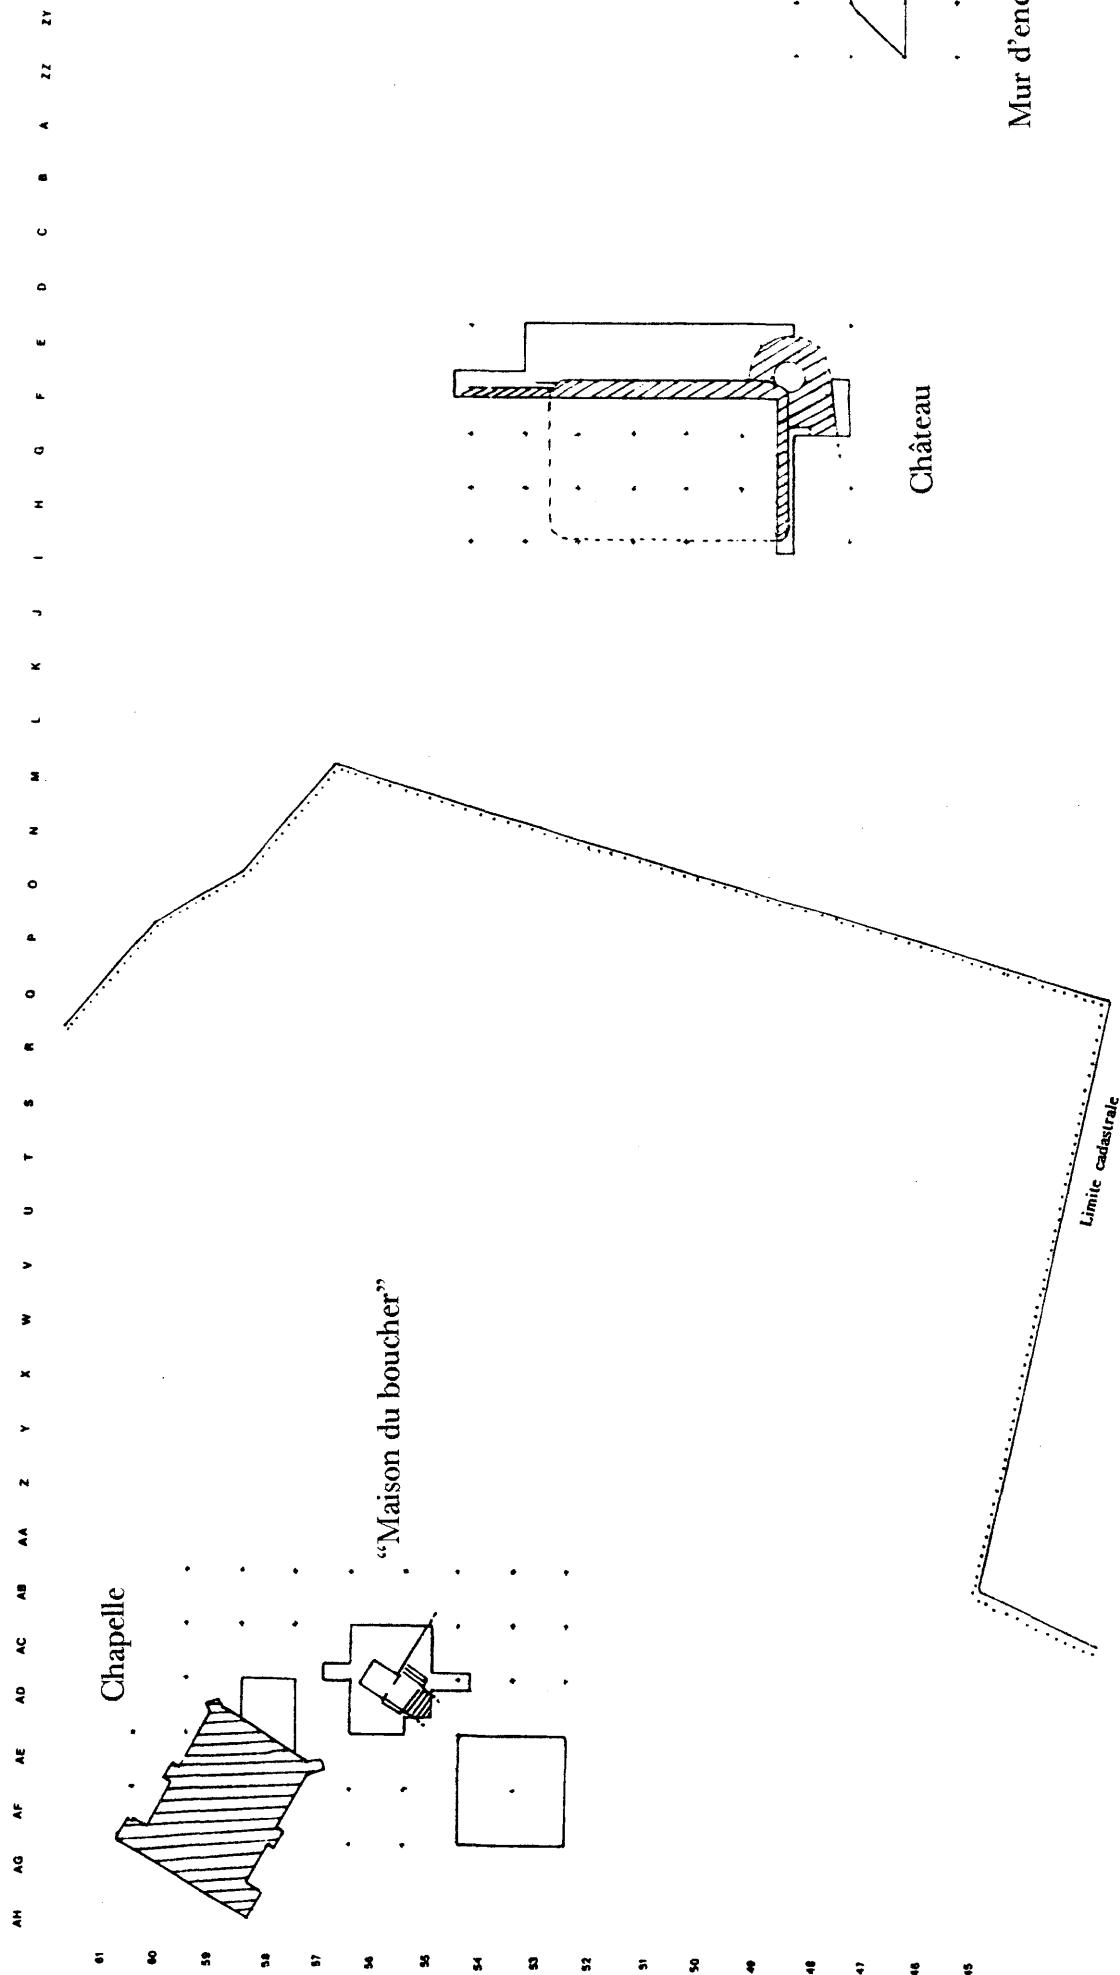 AH AG AF AE AD AC AB AA Z Y X W V U T S R Q P O N M L K J I H G F E D C B A ZZ ZY
61
60
59
58
57
56
55
54
53
52
51
50
49
48
47
46
45
Chapelle
“Maison du boucher”
Limite cadastrale
Château
Mur d'enc